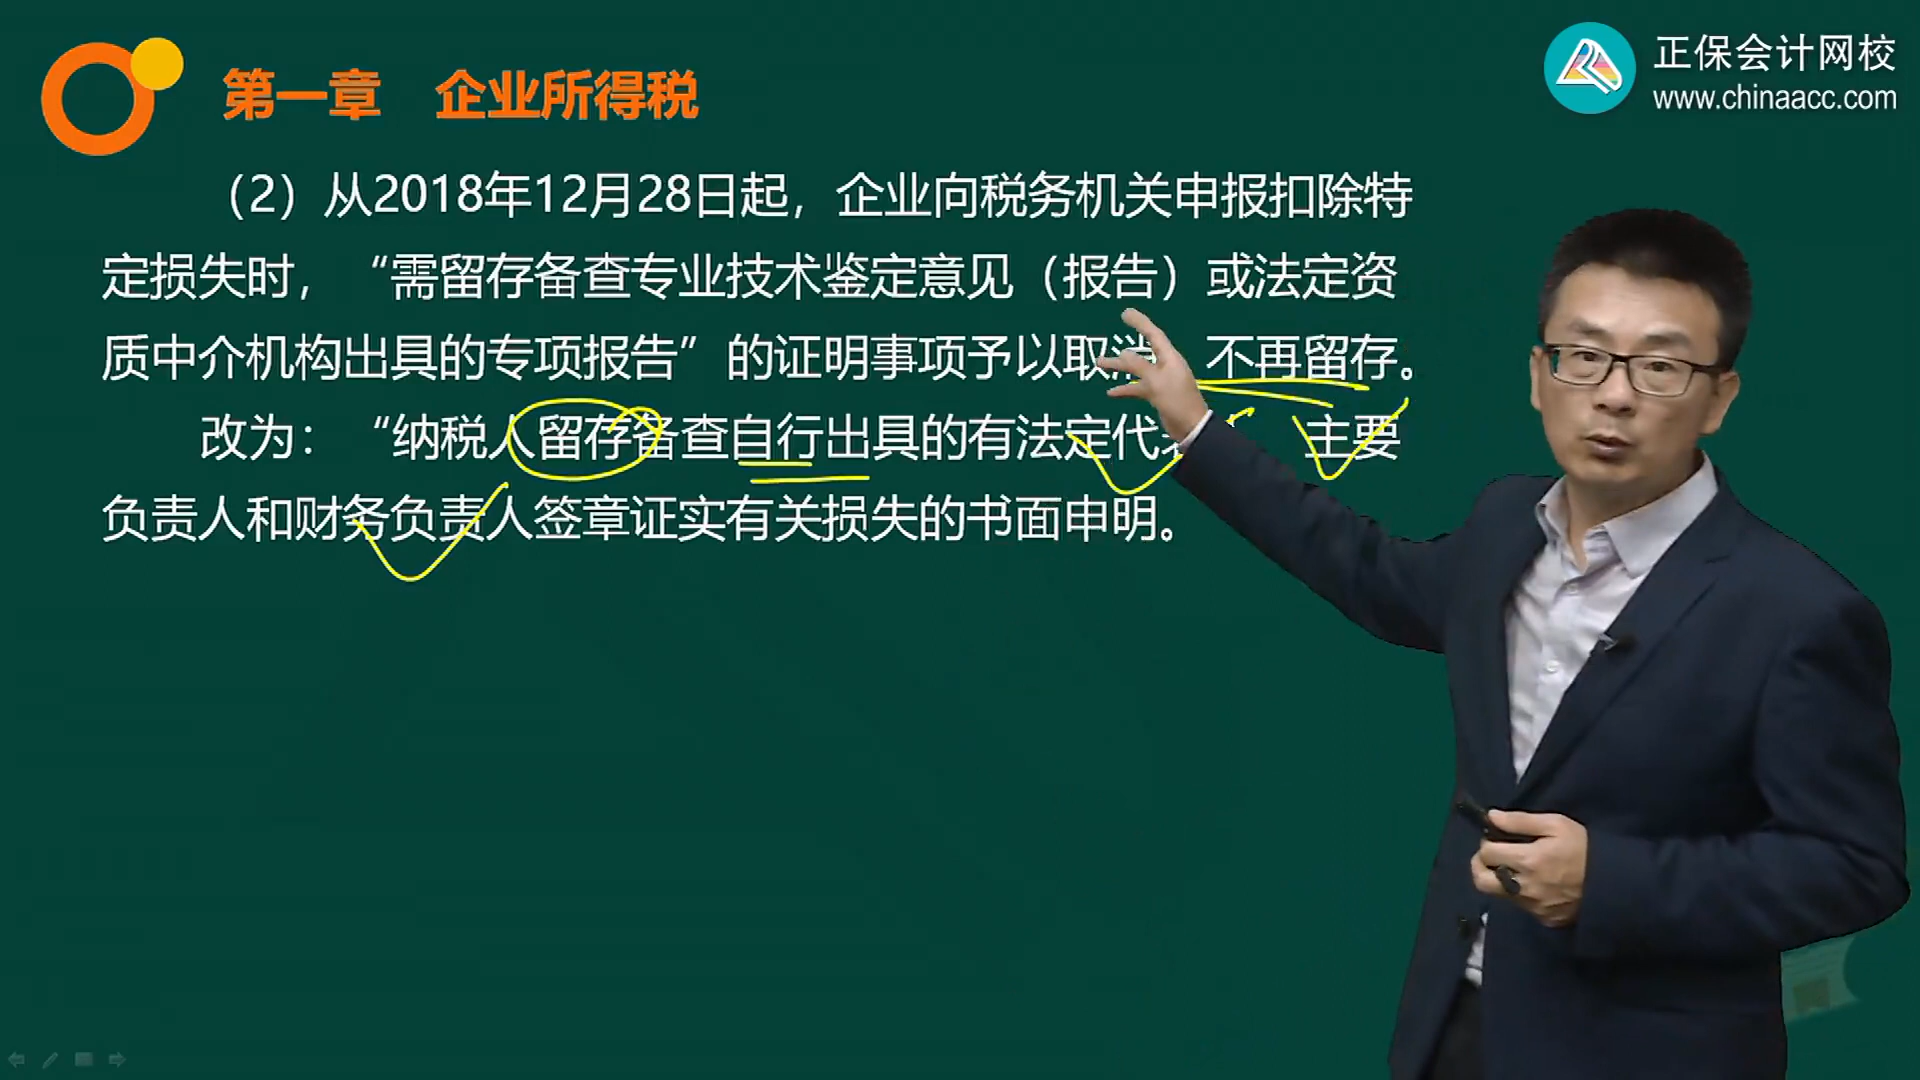 第一章 企业所得税
正保会计网校
www.chinaacc.com
（2）从2018年12月28日起，企业向税务机关申报扣除特
定损失时，“需留存备查专业技术鉴定意见（报告）或法定资
质中介机构出具的专项报告”的证明事项予以取消 不再留存。
改为：“纳税人留存备查自行出具的有法定代 主要
负责人和财务负责人签章证实有关损失的书面申明。